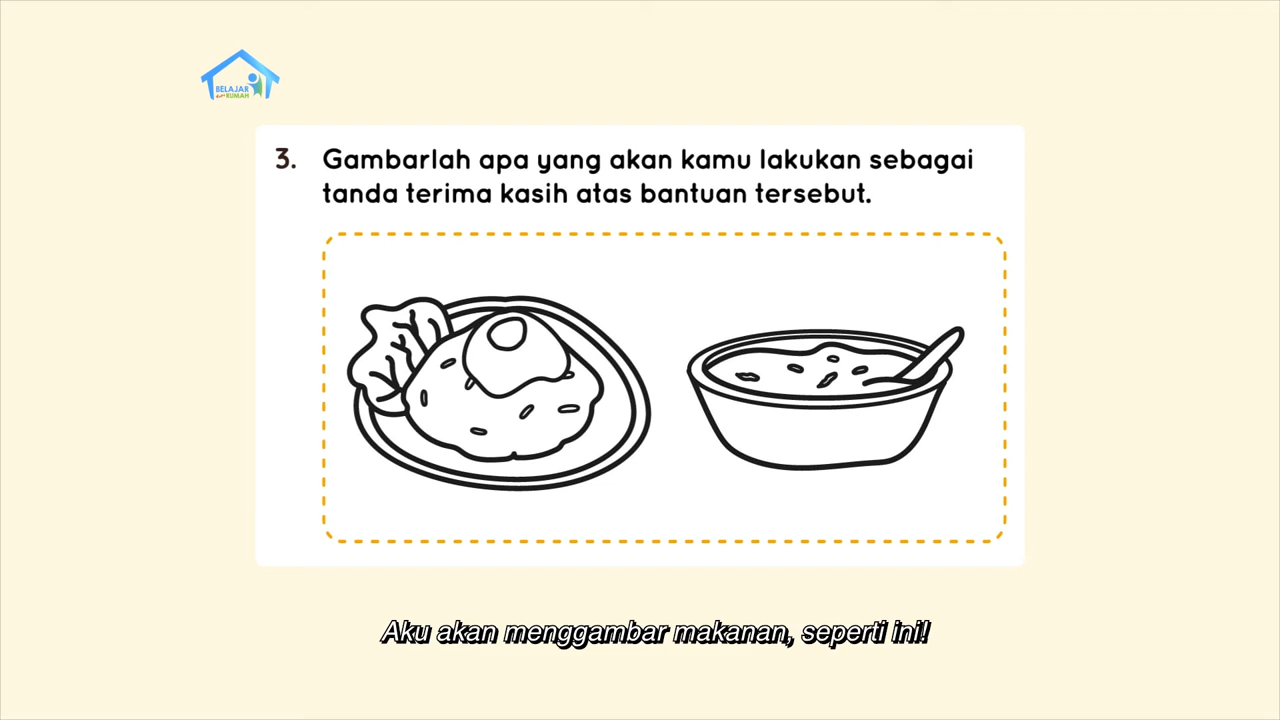 BELAJAR
dari RUMAH
3. Gambarlah apa yang akan kamu lakukan sebagai
tanda terima kasih atas bantuan tersebut.
Aku akan menggambar makanan, seperti ini!